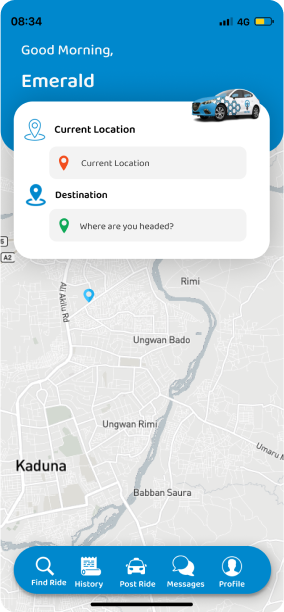 08:34
4G
Good Morning,
Emerald
Current Location
Current Location
Destination
Where are you headed?
5
A2
Rimi
Ali Akilu Rd
Ungwan Bado
Ungwan Rimi
Umaru M
Kaduna
Babban Saura
Find Ride
History
Post Ride
Messages
Profile